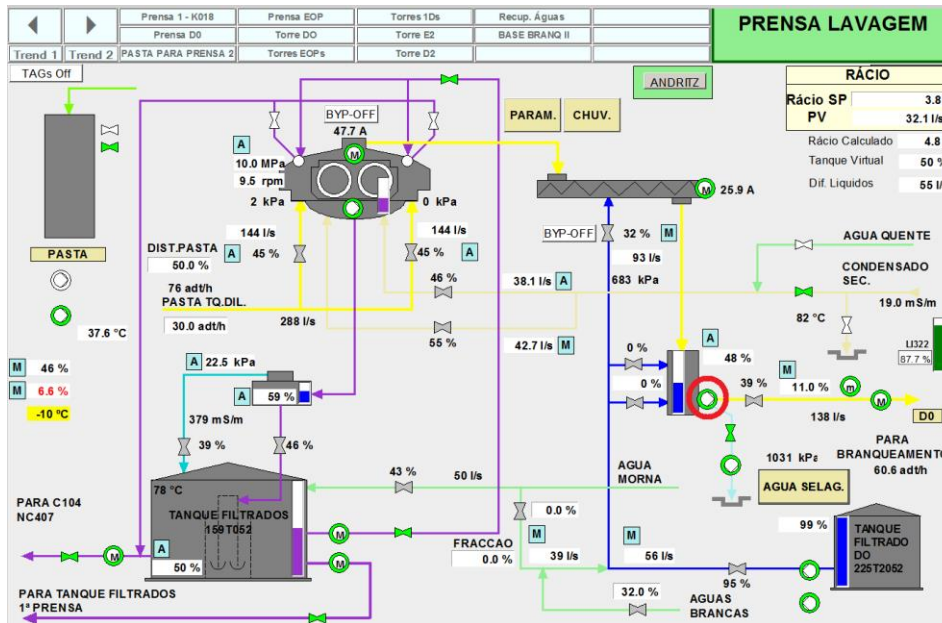 Prensa 1 - K018 Prensa EOP Torres 1Ds Recup. Águas
Prensa D0 Torre DO Torre E2 BASE BRANQ II
Trend 1 Trend 2 PASTA PARA PRENSA 2 Torres EOPs Torre D2
PRENSA LAVAGEM
TAGs Off
ANDRITZ
RÁCIO
Rácio SP 3.8
PV 32.1 l/s
Rácio Calculado 4.8
Tanque Virtual 50 %
Dif. Liquidos 55 l/
BYP-OFF
47.7 A
PARAM. CHUV.
A
10.0 MPa
9.5 rpm
2 kPa
0 kPa
M
M
25.9 A
144 l/s
144 l/s
BYP-OFF
32 % M
93 l/s
683 kPa
AGUA QUENTE
DIST.PASTA
50.0 %
A 45 %
45 % A
PASTA
46 %
38.1 l/s A
CONDENSADO
SEC.
19.0 mS/m
76 adt/h
PASTA TQ.DIL.
30.0 adt/h
288 l/s
55 %
42.7 l/s M
82 °C
37.6 °C
LI322
87.7 %
M 46 %
M 6.6 %
-10 ºC
A 22.5 kPa
A 59 %
0 %
0 %
A
48 %
M
39 %
11.0 %
m
M
138 l/s
D0
379 mS/m
39 %
46 %
PARA
BRANQUEAMENTO
60.6 adt/h
1031 kPa
AGUA SELAG.
78 °C
43 %
50 l/s
AGUA
MORNA
PARA C104
NC407
TANQUE FILTRADOS
159T052
0.0 %
M
FRACCAO
0.0 %
39 l/s
M
56 l/s
99 %
TANQUE
FILTRADO
DO
225T2052
M
A
50 %
M
M
95 %
PARA TANQUE FILTRADOS
1ª PRENSA
32.0 %
AGUAS
BRANCAS